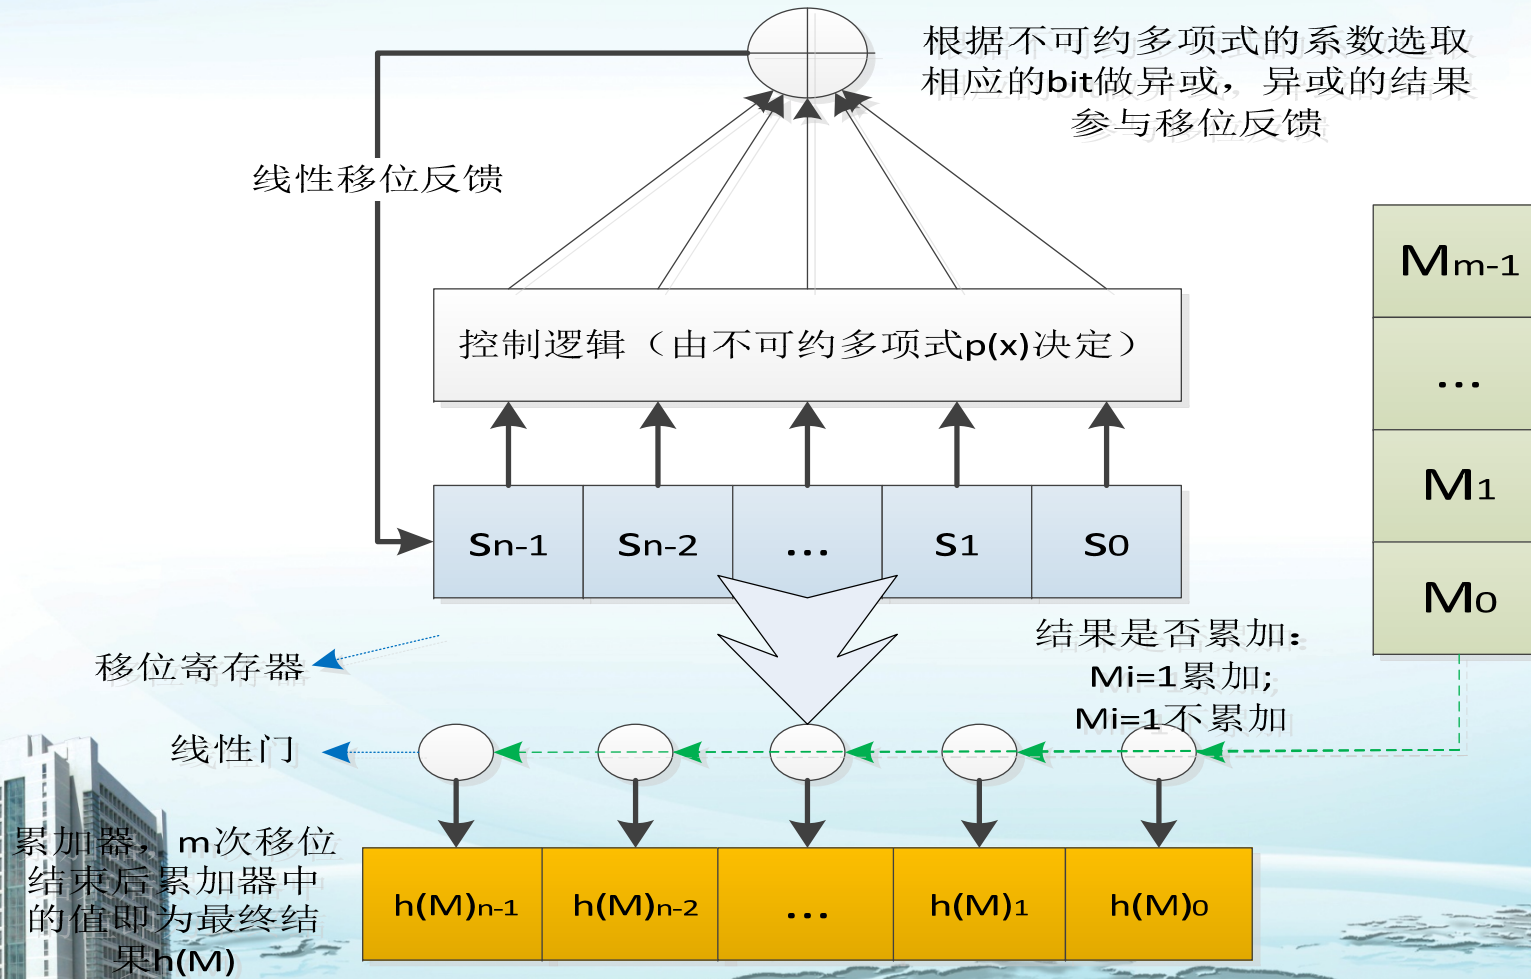 根据不可约多项式的系数选取
相应的bit做异或，异或的结果
参与移位反馈
线性移位反馈
Mm-1
...
M1
M0
控制逻辑（由不可约多项式p(x)决定）
Sn-1 Sn-2 ... S1 S0
结果是否累加：
Mi=1累加;
Mi=1不累加
移位寄存器
线性门
累加器，m次移位
结束后累加器中
的值即为最终结
果h(M)
h(M)n-1 h(M)n-2 ... h(M)1 h(M)0